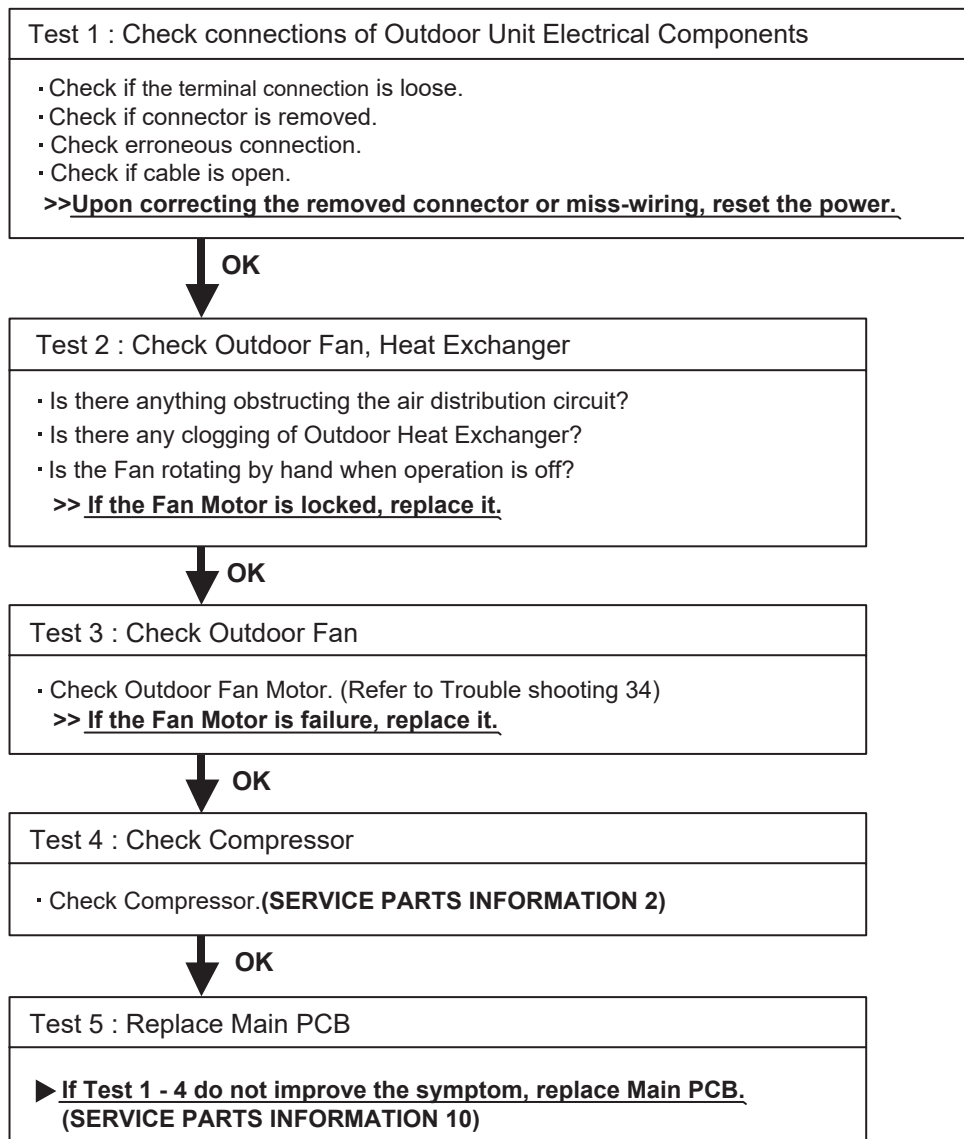 Test 1 : Check connections of Outdoor Unit Electrical Components
· Check if the terminal connection is loose.
· Check if connector is removed.
· Check erroneous connection.
· Check if cable is open.
>>Upon correcting the removed connector or miss-wiring, reset the power.
OK
Test 2 : Check Outdoor Fan, Heat Exchanger
· Is there anything obstructing the air distribution circuit?
· Is there any clogging of Outdoor Heat Exchanger?
· Is the Fan rotating by hand when operation is off?
>> If the Fan Motor is locked, replace it.
OK
Test 3 : Check Outdoor Fan
· Check Outdoor Fan Motor. (Refer to Trouble shooting 34)
>> If the Fan Motor is failure, replace it.
OK
Test 4 : Check Compressor
· Check Compressor.(SERVICE PARTS INFORMATION 2)
OK
Test 5 : Replace Main PCB
▶ If Test 1 - 4 do not improve the symptom, replace Main PCB.
(SERVICE PARTS INFORMATION 10)